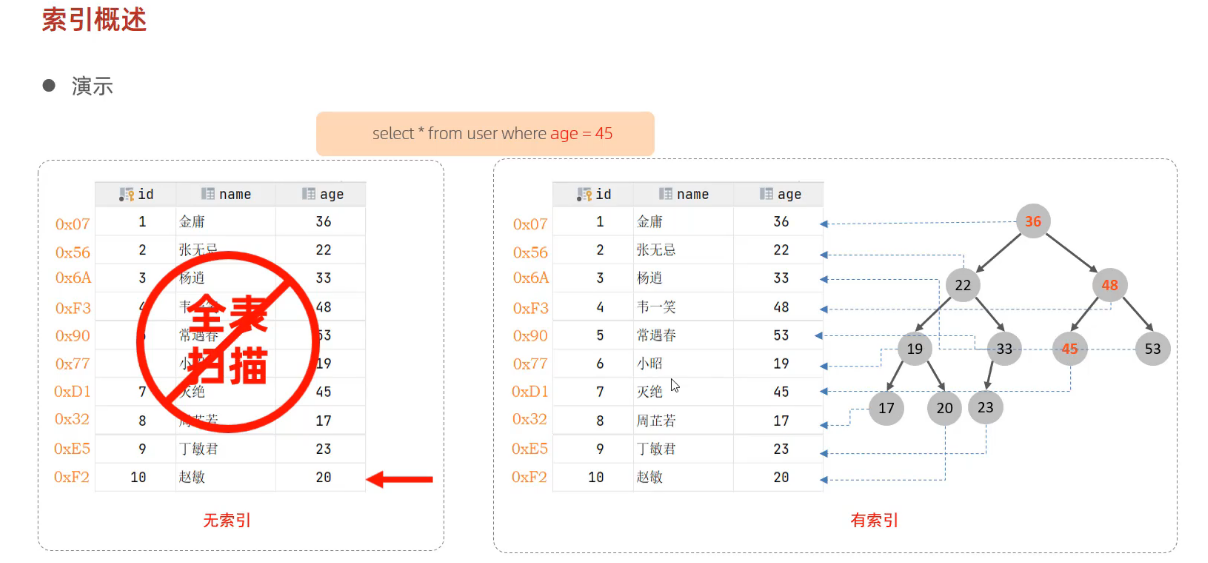 索引概述
演示
select * from user where age = 45
id name age
0x07 1 金庸 36
0x56 2 张无忌 22
0x6A 3 杨逍 33
0xF3 4 韦一笑 48
0x90 5 常遇春 53
0x77 6 小昭 19
0xD1 7 灭绝 45
0x32 8 周芷若 17
0xE5 9 丁敏君 23
0xF2 10 赵敏 20
全表
扫描
无索引
id name age
0x07 1 金庸 36
0x56 2 张无忌 22
0x6A 3 杨逍 33
0xF3 4 韦一笑 48
0x90 5 常遇春 53
0x77 6 小昭 19
0xD1 7 灭绝 45
0x32 8 周芷若 17
0xE5 9 丁敏君 23
0xF2 10 赵敏 20
36
22 48
19 33 45 53
17 20 23
有索引